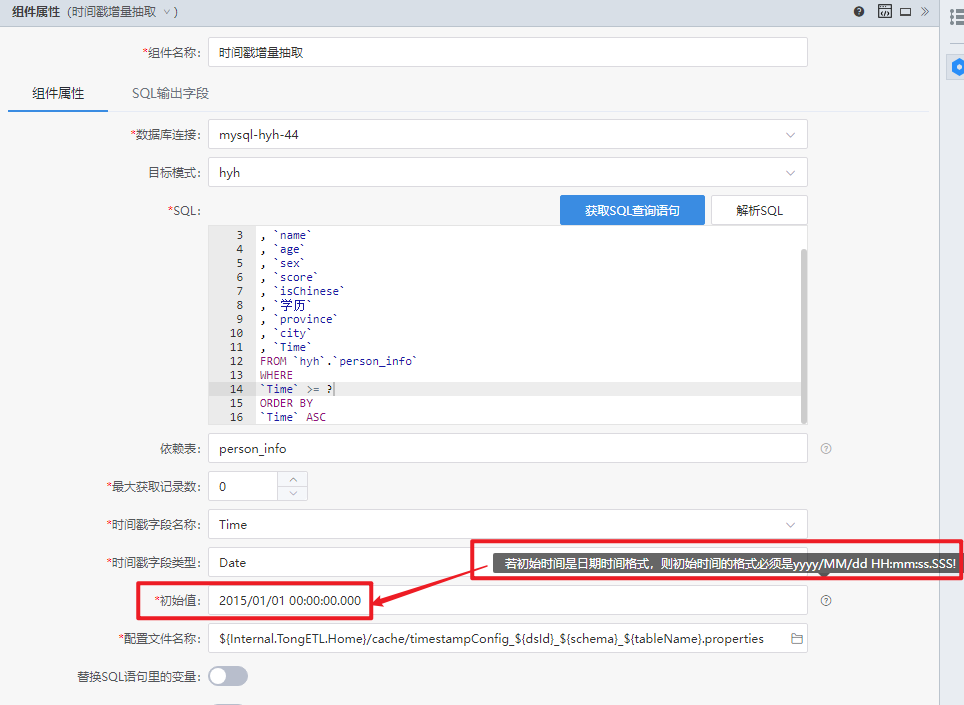 组件属性 (时间戳增量抽取 )
*组件名称: 时间戳增量抽取
组件属性 SQL输出字段
*数据库连接: mysql-hyh-44
目标模式: hyh
*SQL: 获取SQL查询语句 解析SQL
3 , `name`
4 , `age`
5 , `sex`
6 , `score`
7 , `isChinese`
8 , `学历`
9 , `province`
10 , `city`
11 , `Time`
12 FROM `hyh`.`person_info`
13 WHERE
14 `Time` >= ?
15 ORDER BY
16 `Time` ASC
依赖表: person_info
*最大获取记录数: 0
*时间戳字段名称: Time
*时间戳字段类型: Date
若初始时间是日期时间格式，则初始时间的格式必须是yyyy/MM/dd HH:mm:ss.SSS!
*初始值: 2015/01/01 00:00:00.000
*配置文件名称: ${Internal.TongETL.Home}/cache/timestampConfig_${dsId}_${schema}_${tableName}.properties
替换SQL语句里的变量: